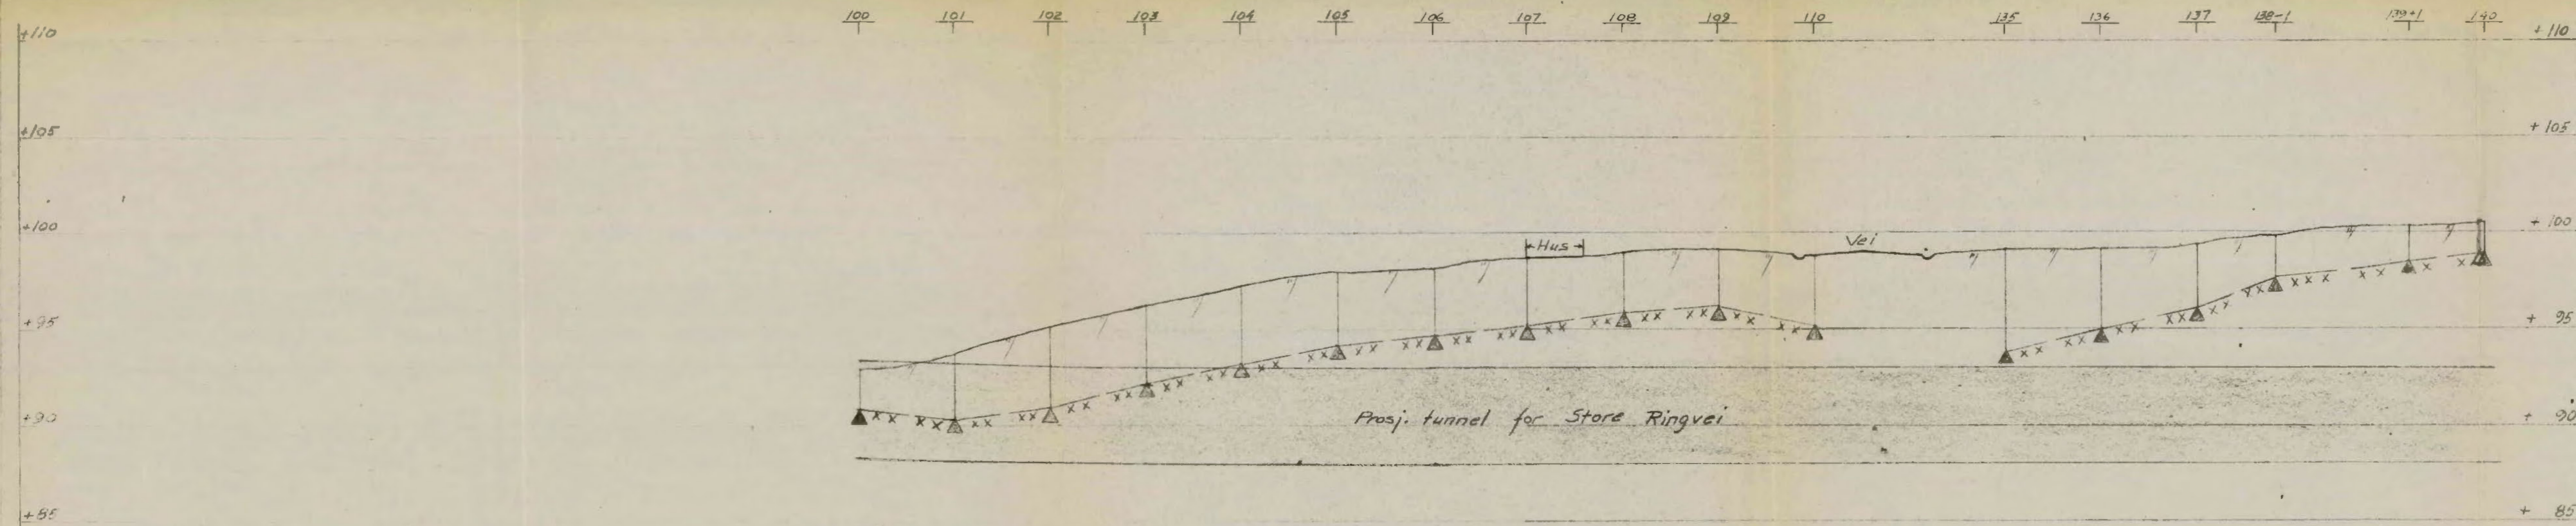 100 101 102 103 104 105 106 107 108 109 110 135 136 137 138-1 139+1 140
+110 + 110
+105 + 105
+100 + 100
Hus Vei
+95 + 95
+90 Prosj. tunnel for Store Ringvei + 90
+85 + 85